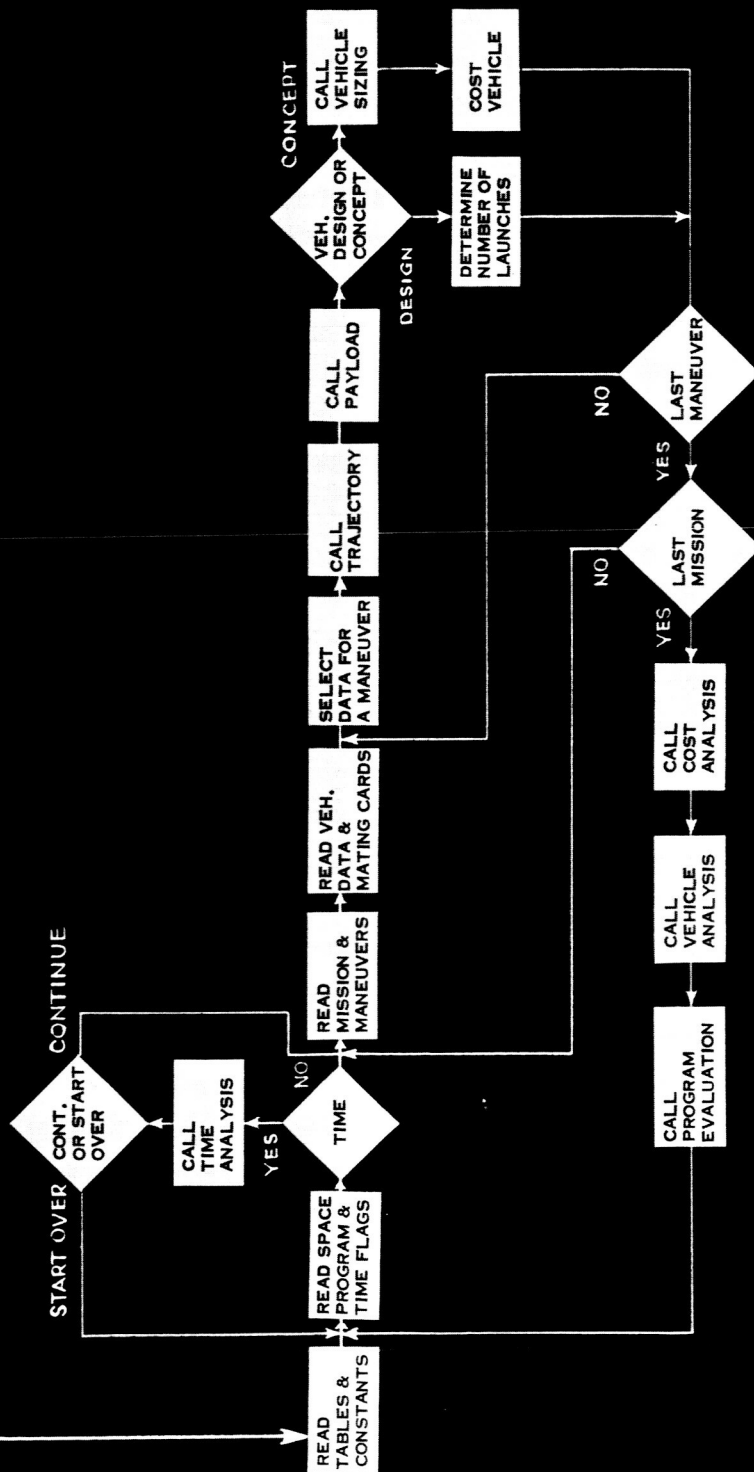 START OVER
CONTINUE
CONT.
OR START
OVER
CALL
TIME
ANALYSIS
YES
NO
READ
TABLES &
CONSTANTS
READ SPACE
PROGRAM &
TIME FLAGS
TIME
READ
MISSION &
MANEUVERS
READ VEH.
DATA &
MATING CARDS
SELECT
DATA FOR
A MANEUVER
CALL
TRAJECTORY
CALL
PAYLOAD
VEH.
DESIGN OR
CONCEPT
CONCEPT
CALL
VEHICLE
SIZING
DESIGN
DETERMINE
NUMBER OF
LAUNCHES
COST
VEHICLE
LAST
MANEUVER
NO
YES
LAST
MISSION
NO
YES
CALL
COST
ANALYSIS
CALL
VEHICLE
ANALYSIS
CALL
PROGRAM
EVALUATION